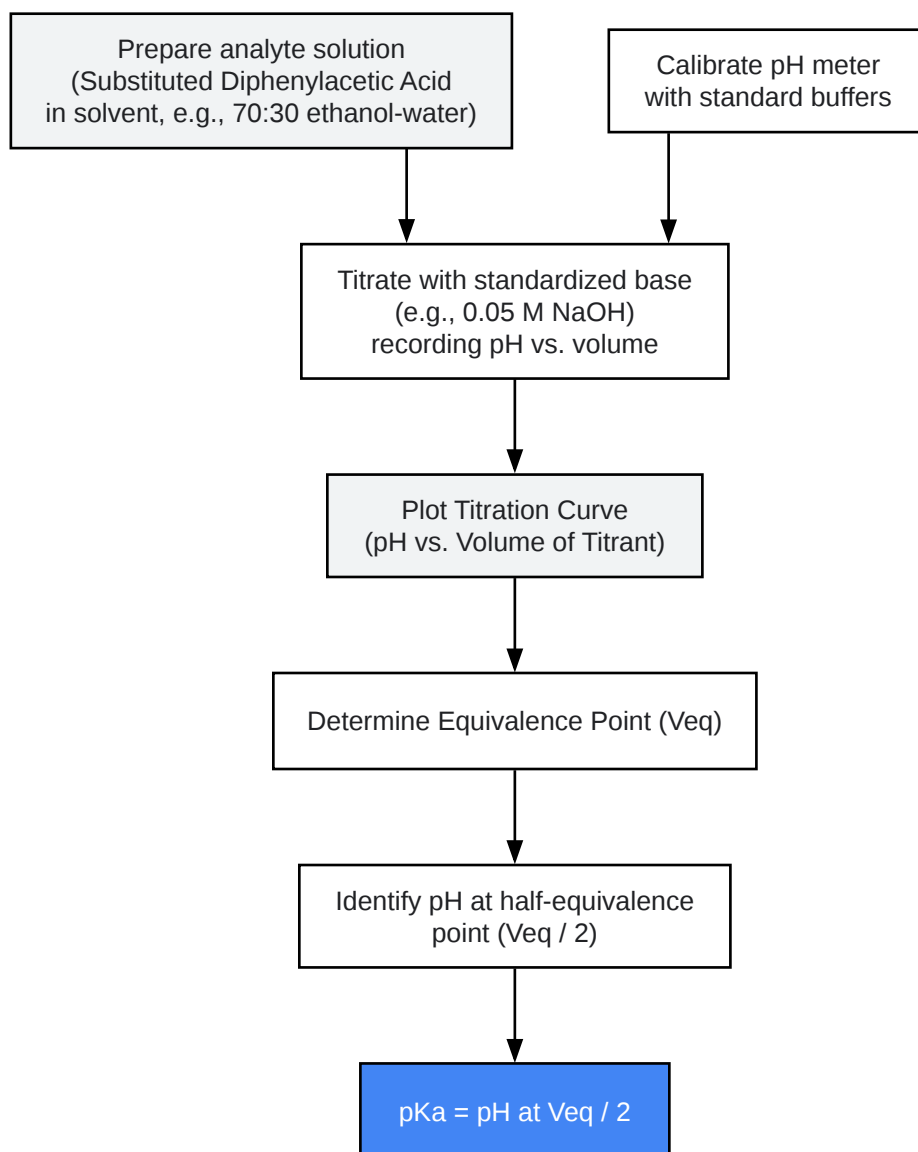 Prepare analyte solution
(Substituted Diphenylacetic Acid
in solvent, e.g., 70:30 ethanol-water)
Calibrate pH meter
with standard buffers
Titrate with standardized base
(e.g., 0.05 M NaOH)
recording pH vs. volume
Plot Titration Curve
(pH vs. Volume of Titrant)
Determine Equivalence Point (Veq)
Identify pH at half-equivalence
point (Veq / 2)
pKa = pH at Veq / 2